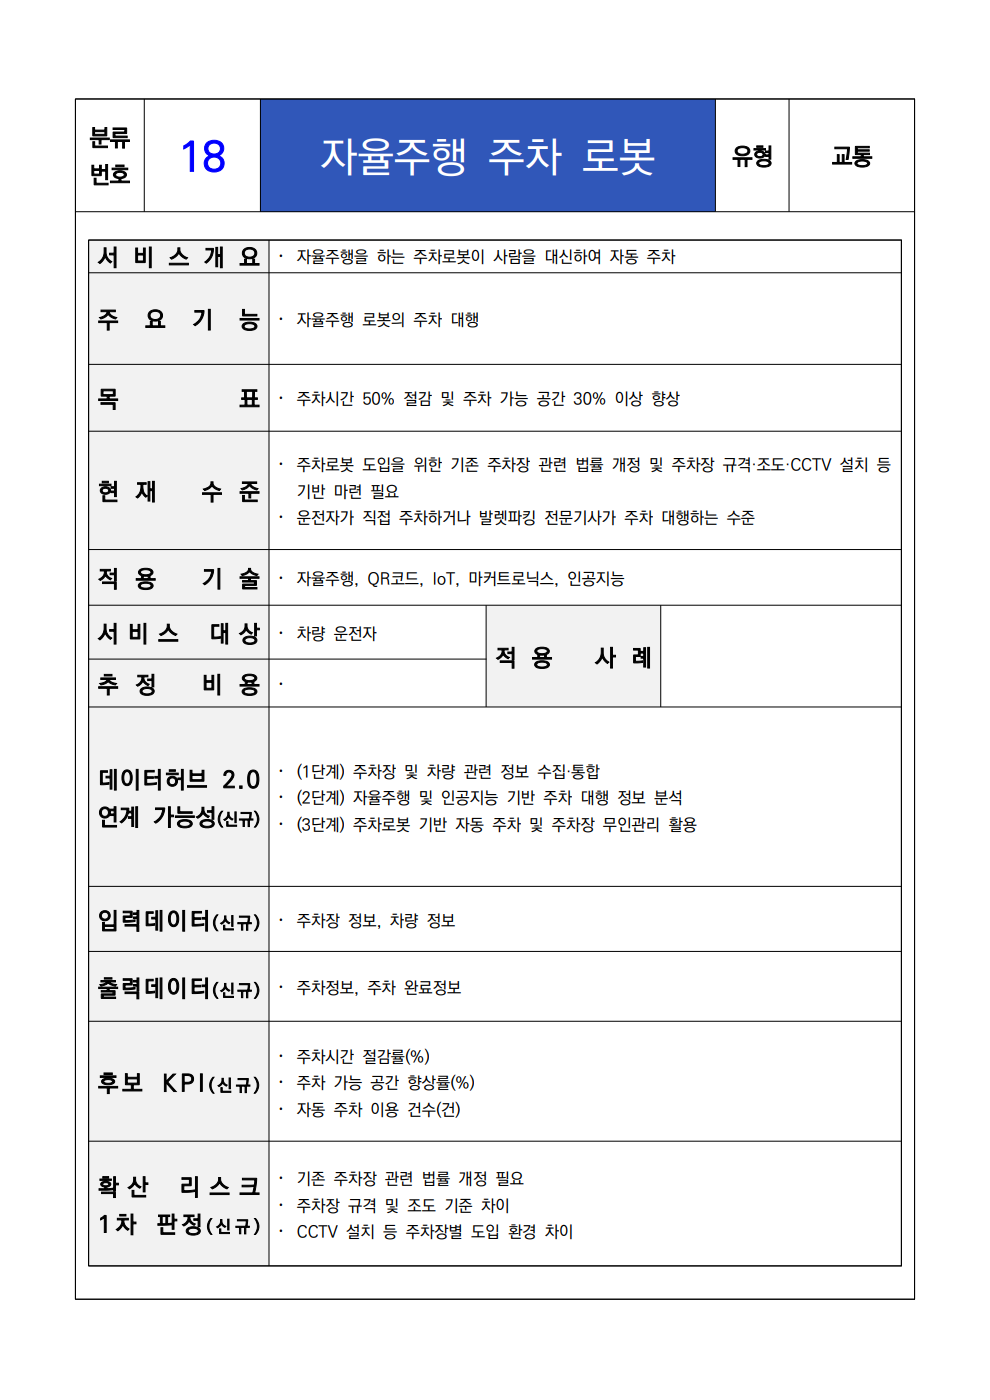 분류
번호
18
자율주행 주차 로봇
유형
교통
서비스개요
· 자율주행을 하는 주차로봇이 사람을 대신하여 자동 주차
주요기능
· 자율주행 로봇의 주차 대행
목표
· 주차시간 50% 절감 및 주차 가능 공간 30% 이상 향상
현재 수준
· 주차로봇 도입을 위한 기존 주차장 관련 법률 개정 및 주차장 규격·조도·CCTV 설치 등
기반 마련 필요
· 운전자가 직접 주차하거나 발렛파킹 전문기사가 주차 대행하는 수준
적용 기술
· 자율주행, QR코드, IoT, 마커트로닉스, 인공지능
서비스 대상
· 차량 운전자
적용 사례
추정 비용
·
데이터허브 2.0
연계 가능성(신규)
· (1단계) 주차장 및 차량 관련 정보 수집·통합
· (2단계) 자율주행 및 인공지능 기반 주차 대행 정보 분석
· (3단계) 주차로봇 기반 자동 주차 및 주차장 무인관리 활용
입력데이터(신규)
· 주차장 정보, 차량 정보
출력데이터(신규)
· 주차정보, 주차 완료정보
후보 KPI(신규)
· 주차시간 절감률(%)
· 주차 가능 공간 향상률(%)
· 자동 주차 이용 건수(건)
확산 리스크
1차 판정(신규)
· 기존 주차장 관련 법률 개정 필요
· 주차장 규격 및 조도 기준 차이
· CCTV 설치 등 주차장별 도입 환경 차이